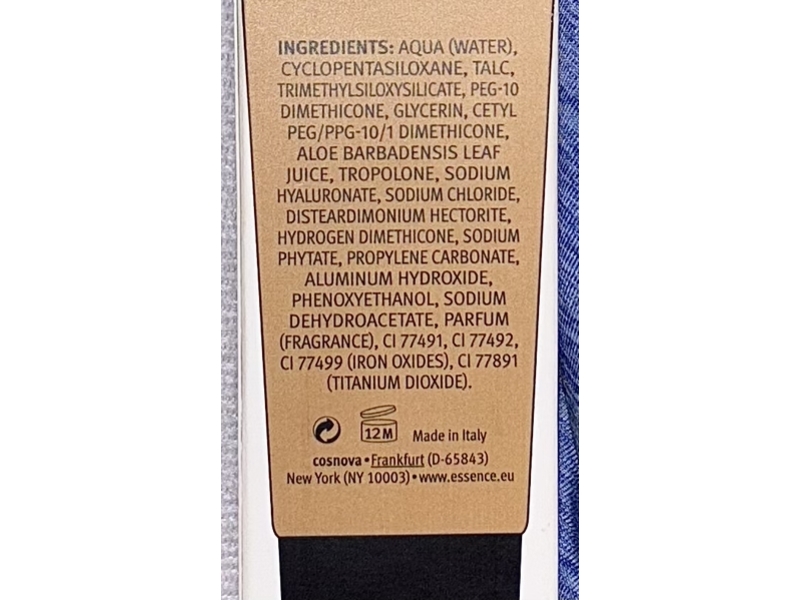 INGREDIENTS: AQUA (WATER),
CYCLOPENTASILOXANE, TALC,
TRIMETHYLSILOXYSILICATE, PEG-10
DIMETHICONE, GLYCERIN, CETYL
PEG/PPG-10/1 DIMETHICONE,
ALOE BARBADENSIS LEAF
JUICE, TROPOLONE, SODIUM
HYALURONATE, SODIUM CHLORIDE,
DISTEARDIMONIUM HECTORITE,
HYDROGEN DIMETHICONE, SODIUM
PHYTATE, PROPYLENE CARBONATE,
ALUMINUM HYDROXIDE,
PHENOXYETHANOL, SODIUM
DEHYDROACETATE, PARFUM
(FRAGRANCE), CI 77491, CI 77492,
CI 77499 (IRON OXIDES), CI 77891
(TITANIUM DIOXIDE).
12M Made in Italy
cosnova • Frankfurt (D-65843)
New York (NY 10003) • www.essence.eu